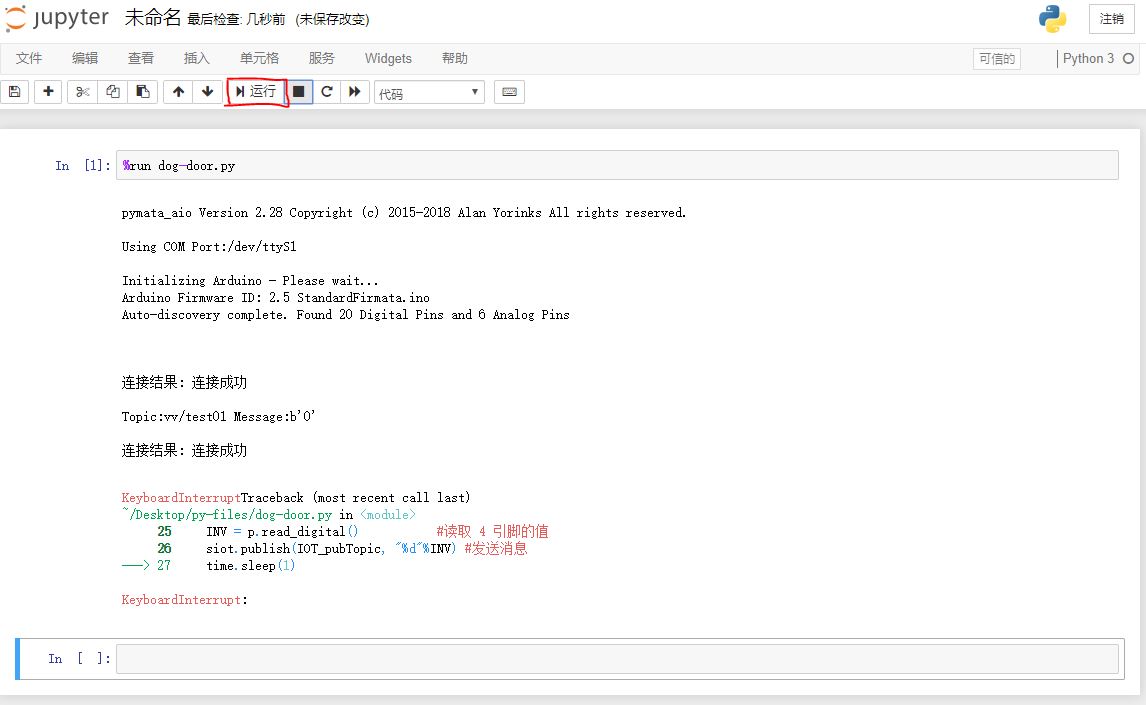 jupyter 未命名 最后检查: 几秒前 (未保存改变) 注销
文件 编辑 查看 插入 单元格 服务 Widgets 帮助 可信的 Python 3
运行 代码
In [1]: %run dog-door.py
pymata_aio Version 2.28 Copyright (c) 2015-2018 Alan Yorinks All rights reserved.
Using COM Port:/dev/ttyS1
Initializing Arduino - Please wait...
Arduino Firmware ID: 2.5 StandardFirmata.ino
Auto-discovery complete. Found 20 Digital Pins and 6 Analog Pins
连接结果: 连接成功
Topic:vv/test01 Message:b'0'
连接结果: 连接成功
KeyboardInterruptTraceback (most recent call last)
~/Desktop/py-files/dog-door.py in <module>
25 INV = p.read_digital() #读取 4 引脚的值
26 siot.publish(IOT_pubTopic, "%d"%INV) #发送消息
---> 27 time.sleep(1)
KeyboardInterrupt:
In [ ]: